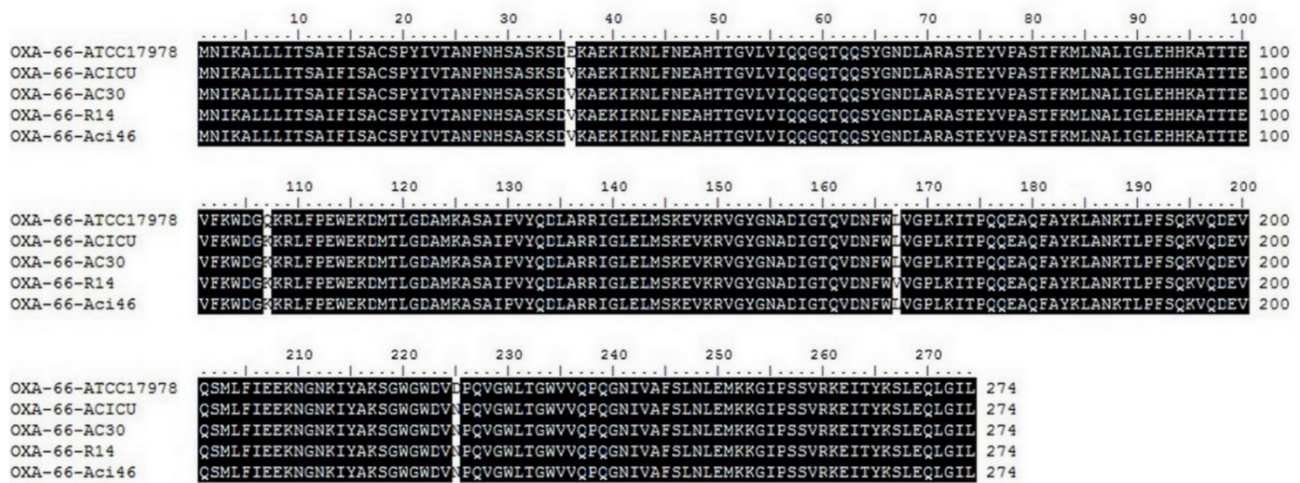 10 20 30 40 50 60 70 80 90 100
OXA-66-ATCC17978 MNIKALLLITSAIFISACSPYIVTANPNHSASKSDEKAEKIKNLFNEAHTTGVLVIQQGQTQQSYGNDLARASTEYVPASTFKMLNALIGLEHHKATTTE 100
OXA-66-ACICU MNIKALLLITSAIFISACSPYIVTANPNHSASKSDVKAEKIKNLFNEAHTTGVLVIQQGQTQQSYGNDLARASTEYVPASTFKMLNALIGLEHHKATTTE 100
OXA-66-AC30 MNIKALLLITSAIFISACSPYIVTANPNHSASKSDVKAEKIKNLFNEAHTTGVLVIQQGQTQQSYGNDLARASTEYVPASTFKMLNALIGLEHHKATTTE 100
OXA-66-R14 MNIKALLLITSAIFISACSPYIVTANPNHSASKSDVKAEKIKNLFNEAHTTGVLVIQQGQTQQSYGNDLARASTEYVPASTFKMLNALIGLEHHKATTTE 100
OXA-66-Aci46 MNIKALLLITSAIFISACSPYIVTANPNHSASKSDVKAEKIKNLFNEAHTTGVLVIQQGQTQQSYGNDLARASTEYVPASTFKMLNALIGLEHHKATTTE 100
110 120 130 140 150 160 170 180 190 200
OXA-66-ATCC17978 VFKWDGQKRLFPEWEKDMTLGDAMKASAIPVYQDLARRIGLELMSKEVKRVGYGNADIGTQVDNFWLVGPLKITPQQEAQFAYKLANKTLPFSQKVQDEV 200
OXA-66-ACICU VFKWDGKKRLFPEWEKDMTLGDAMKASAIPVYQDLARRIGLELMSKEVKRVGYGNADIGTQVDNFWLVGPLKITPQQEAQFAYKLANKTLPFSQKVQDEV 200
OXA-66-AC30 VFKWDGKKRLFPEWEKDMTLGDAMKASAIPVYQDLARRIGLELMSKEVKRVGYGNADIGTQVDNFWLVGPLKITPQQEAQFAYKLANKTLPFSQKVQDEV 200
OXA-66-R14 VFKWDGKKRLFPEWEKDMTLGDAMKASAIPVYQDLARRIGLELMSKEVKRVGYGNADIGTQVDNFWVVGPLKITPQQEAQFAYKLANKTLPFSQKVQDEV 200
OXA-66-Aci46 VFKWDGKKRLFPEWEKDMTLGDAMKASAIPVYQDLARRIGLELMSKEVKRVGYGNADIGTQVDNFWLVGPLKITPQQEAQFAYKLANKTLPFSQKVQDEV 200
210 220 230 240 250 260 270
OXA-66-ATCC17978 QSMLFIEEKNGNKIYAKSGWGWDVDPQVGWLTGWVVQPQGNIVAFSLNLEMKKGIPSSVRKEITYKSLEQLGIL 274
OXA-66-ACICU QSMLFIEEKNGNKIYAKSGWGWDVNPQVGWLTGWVVQPQGNIVAFSLNLEMKKGIPSSVRKEITYKSLEQLGIL 274
OXA-66-AC30 QSMLFIEEKNGNKIYAKSGWGWDVNPQVGWLTGWVVQPQGNIVAFSLNLEMKKGIPSSVRKEITYKSLEQLGIL 274
OXA-66-R14 QSMLFIEEKNGNKIYAKSGWGWDVNPQVGWLTGWVVQPQGNIVAFSLNLEMKKGIPSSVRKEITYKSLEQLGIL 274
OXA-66-Aci46 QSMLFIEEKNGNKIYAKSGWGWDVNPQVGWLTGWVVQPQGNIVAFSLNLEMKKGIPSSVRKEITYKSLEQLGIL 274